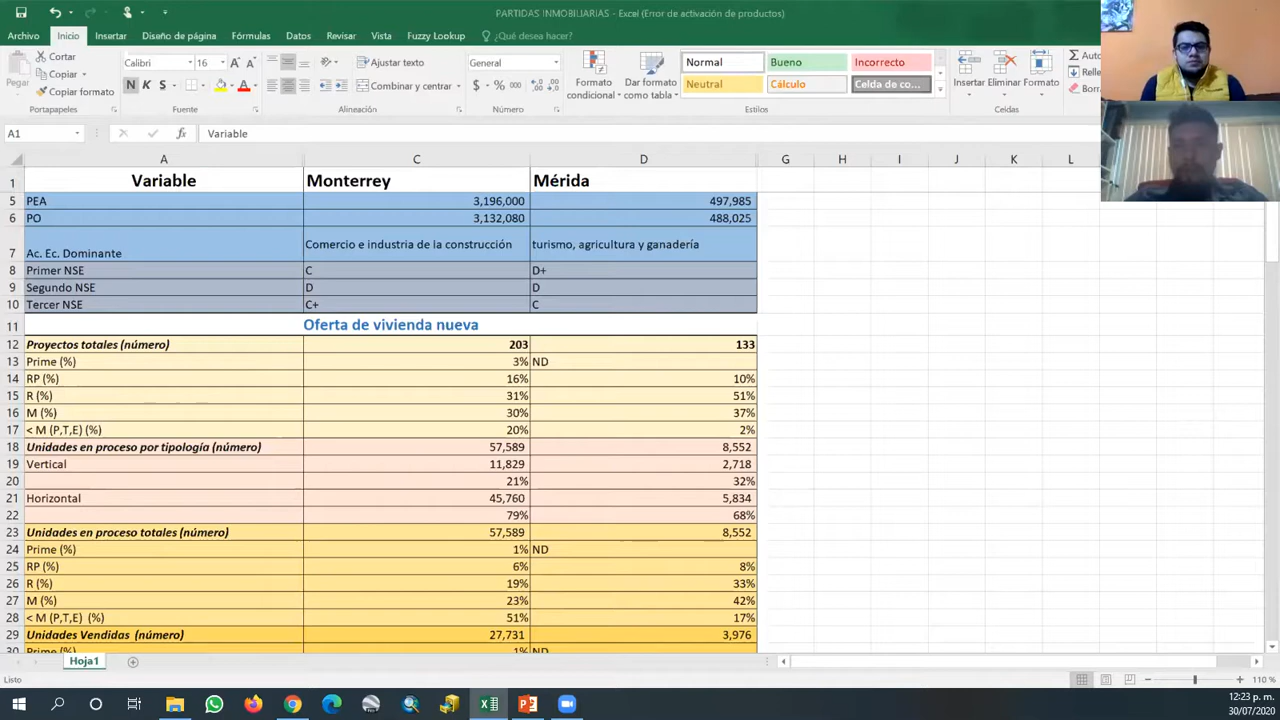 PARTIDAS INMOBILIARIAS - Excel (Error de activación de productos)
Archivo Inicio Insertar Diseño de página Fórmulas Datos Revisar Vista Fuzzy Lookup ¿Qué desea hacer?
Pegar
Cortar
Copiar
Copiar formato
Portapapeles
Calibri 16
N K S
Fuente
Ajustar texto
Combinar y centrar
Alineación
General
$ % 000
Número
Formato condicional
Dar formato como tabla
Normal Bueno Incorrecto
Neutral Cálculo Celda de co...
Estilos
Insertar Eliminar Formato
Celdas
Auto
Relle
Borra
A1 fx Variable
A C D G H I J K L
1 Variable Monterrey Mérida
5 PEA 3,196,000 497,985
6 PO 3,132,080 488,025
7 Ac. Ec. Dominante Comercio e industria de la construcción turismo, agricultura y ganadería
8 Primer NSE C D+
9 Segundo NSE D D
10 Tercer NSE C+ C
11 Oferta de vivienda nueva
12 Proyectos totales (número) 203 133
13 Prime (%) 3% ND
14 RP (%) 16% 10%
15 R (%) 31% 51%
16 M (%) 30% 37%
17 < M (P,T,E) (%) 20% 2%
18 Unidades en proceso por tipología (número) 57,589 8,552
19 Vertical 11,829 2,718
20 21% 32%
21 Horizontal 45,760 5,834
22 79% 68%
23 Unidades en proceso totales (número) 57,589 8,552
24 Prime (%) 1% ND
25 RP (%) 6% 8%
26 R (%) 19% 33%
27 M (%) 23% 42%
28 < M (P,T,E) (%) 51% 17%
29 Unidades Vendidas (número) 27,731 3,976
30 Prime (%) 1% ND
Hoja1
Listo
110 %
12:23 p. m.
30/07/2020